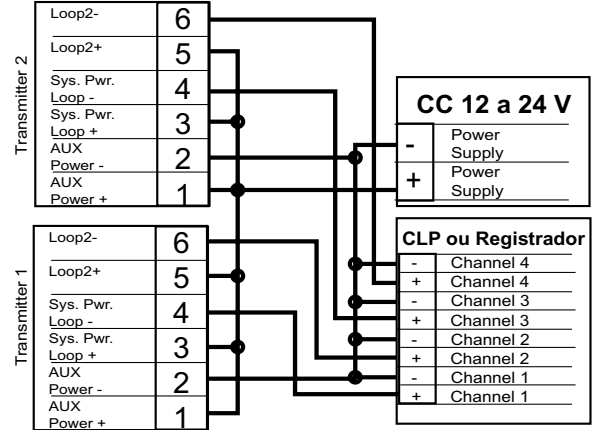 Transmitter 2
Loop2-
6
Loop2+
5
Sys. Pwr.
Loop -
4
Sys. Pwr.
Loop +
3
AUX
Power -
2
AUX
Power +
1
Transmitter 1
Loop2-
6
Loop2+
5
Sys. Pwr.
Loop -
4
Sys. Pwr.
Loop +
3
AUX
Power -
2
AUX
Power +
1
CC 12 a 24 V
- Power
Supply
+ Power
Supply
CLP ou Registrador
- Channel 4
+ Channel 4
- Channel 3
+ Channel 3
- Channel 2
+ Channel 2
- Channel 1
+ Channel 1